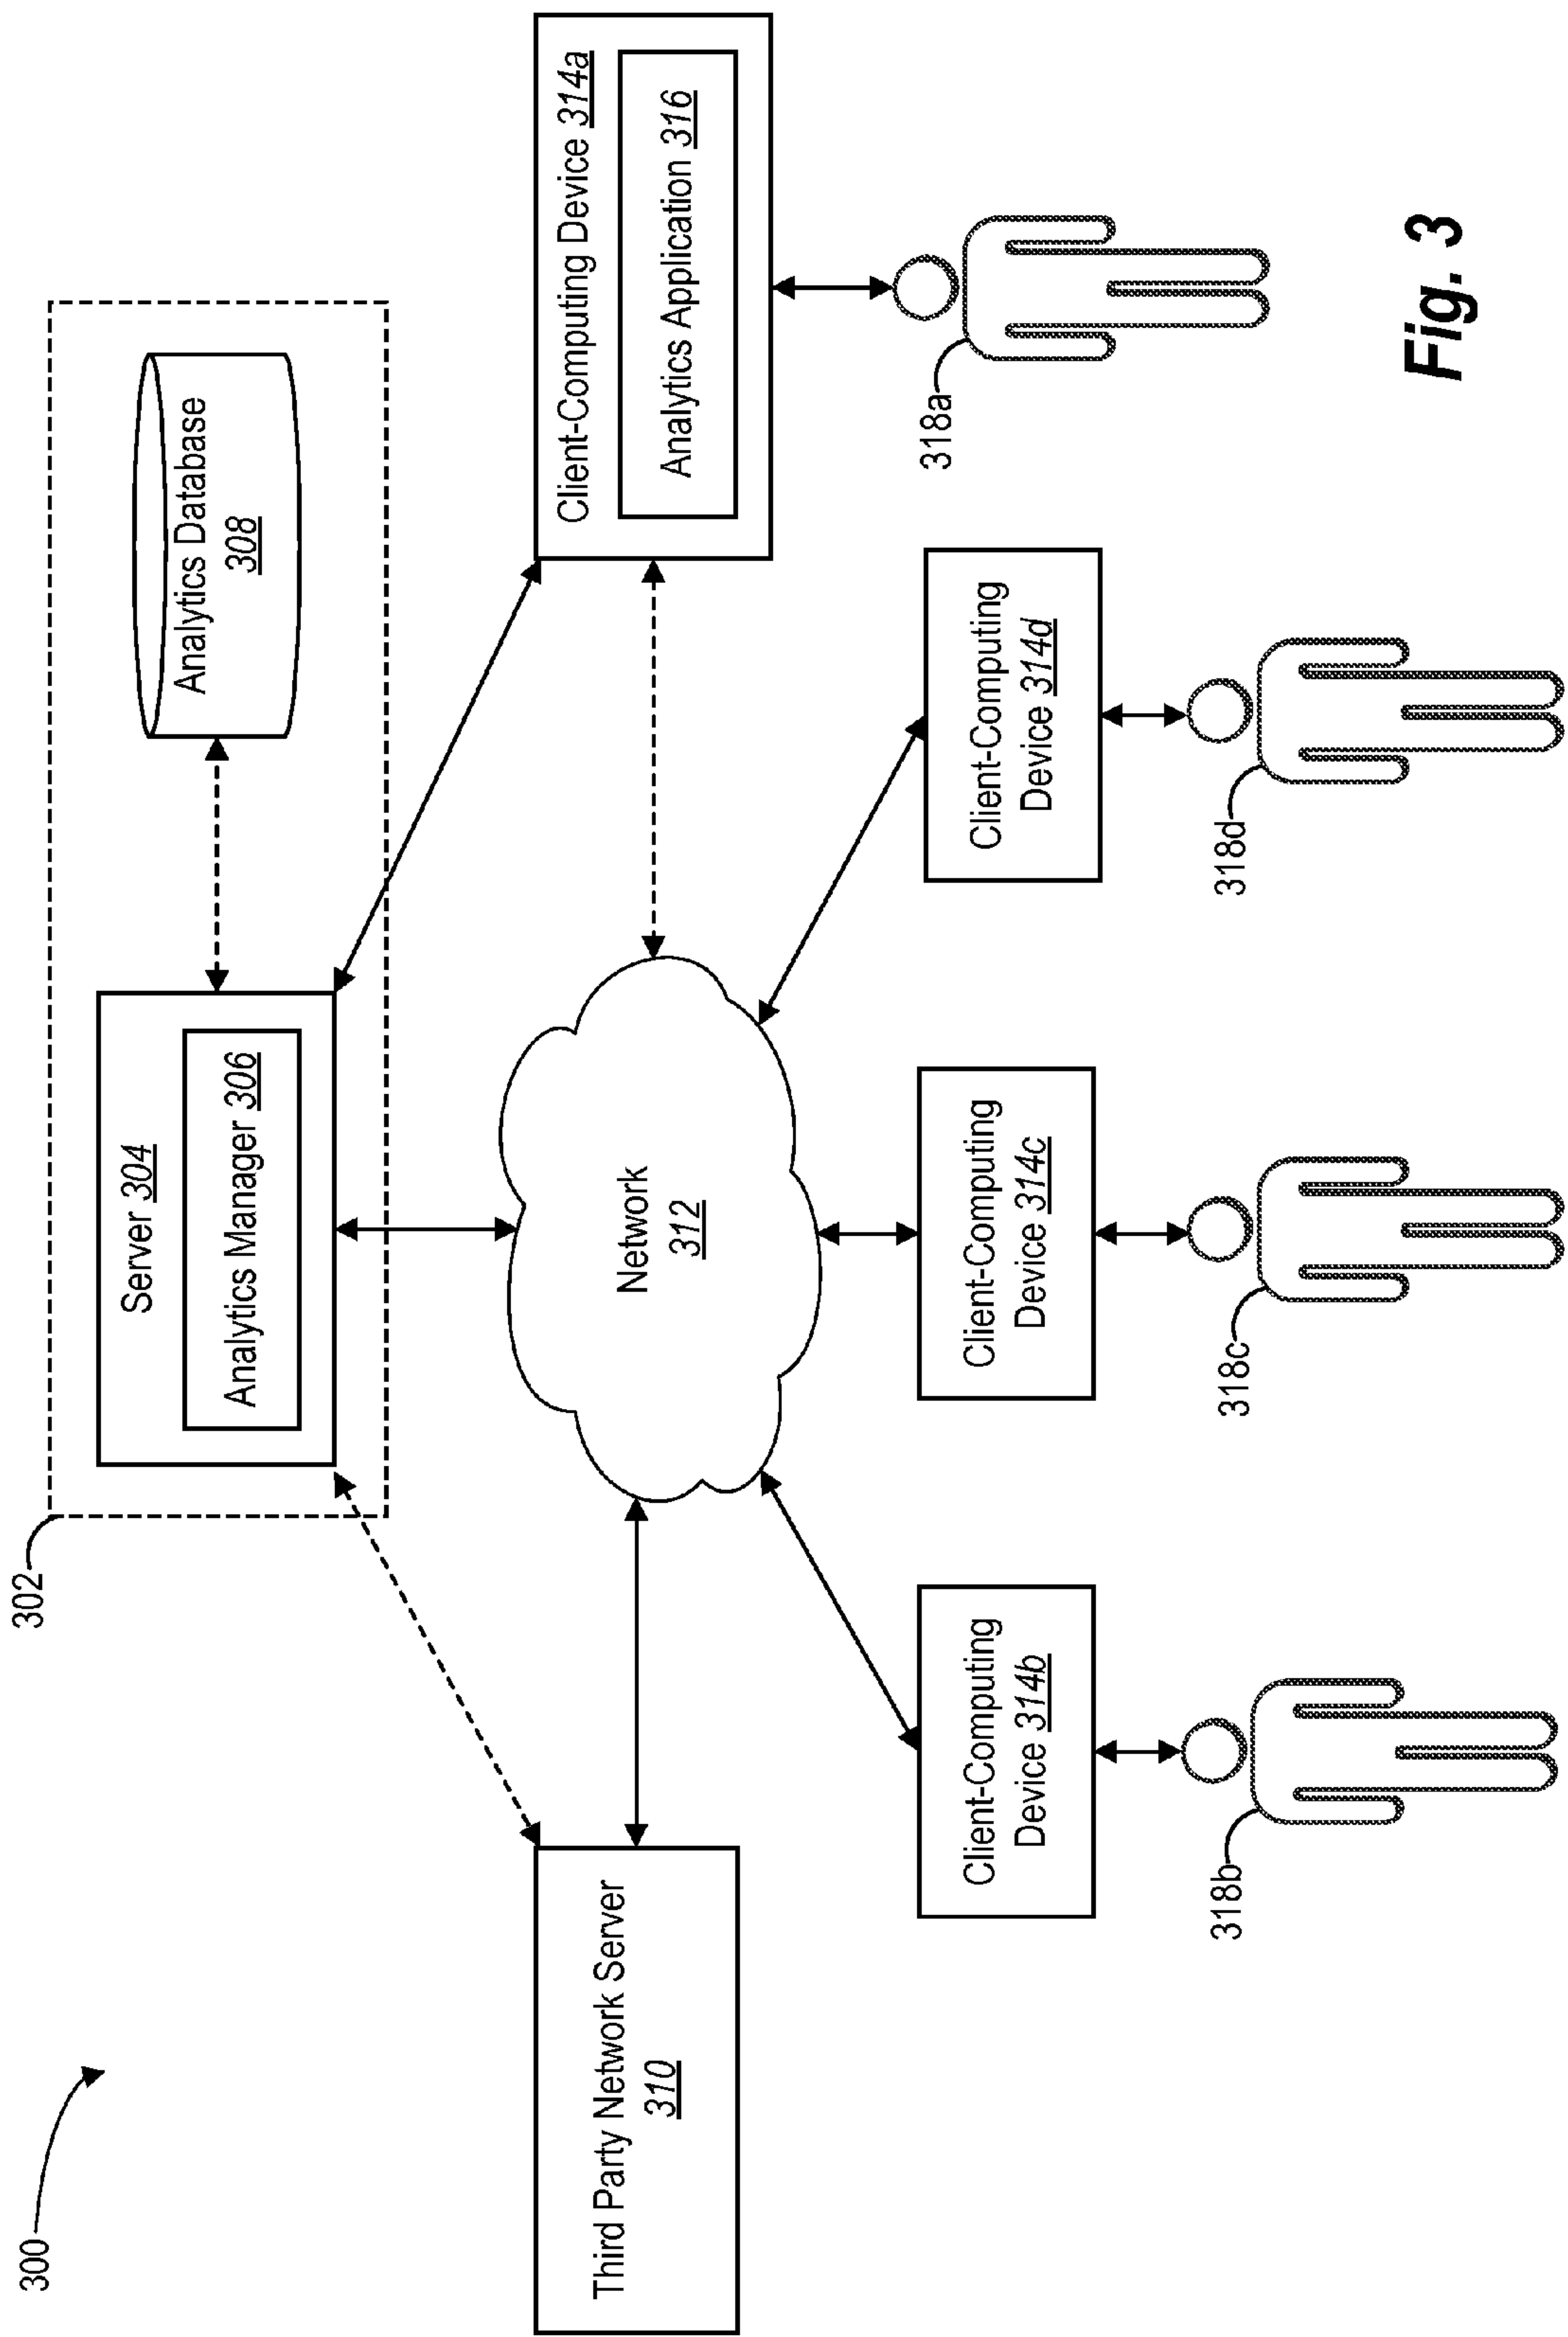 300
302
Server 304
Analytics Manager 306
Analytics Database
308
Third Party Network Server
310
Network
312
Client-Computing Device 314a
Analytics Application 316
Client-Computing
Device 314b
Client-Computing
Device 314c
Client-Computing
Device 314d
318a
318b
318c
318d
Fig. 3